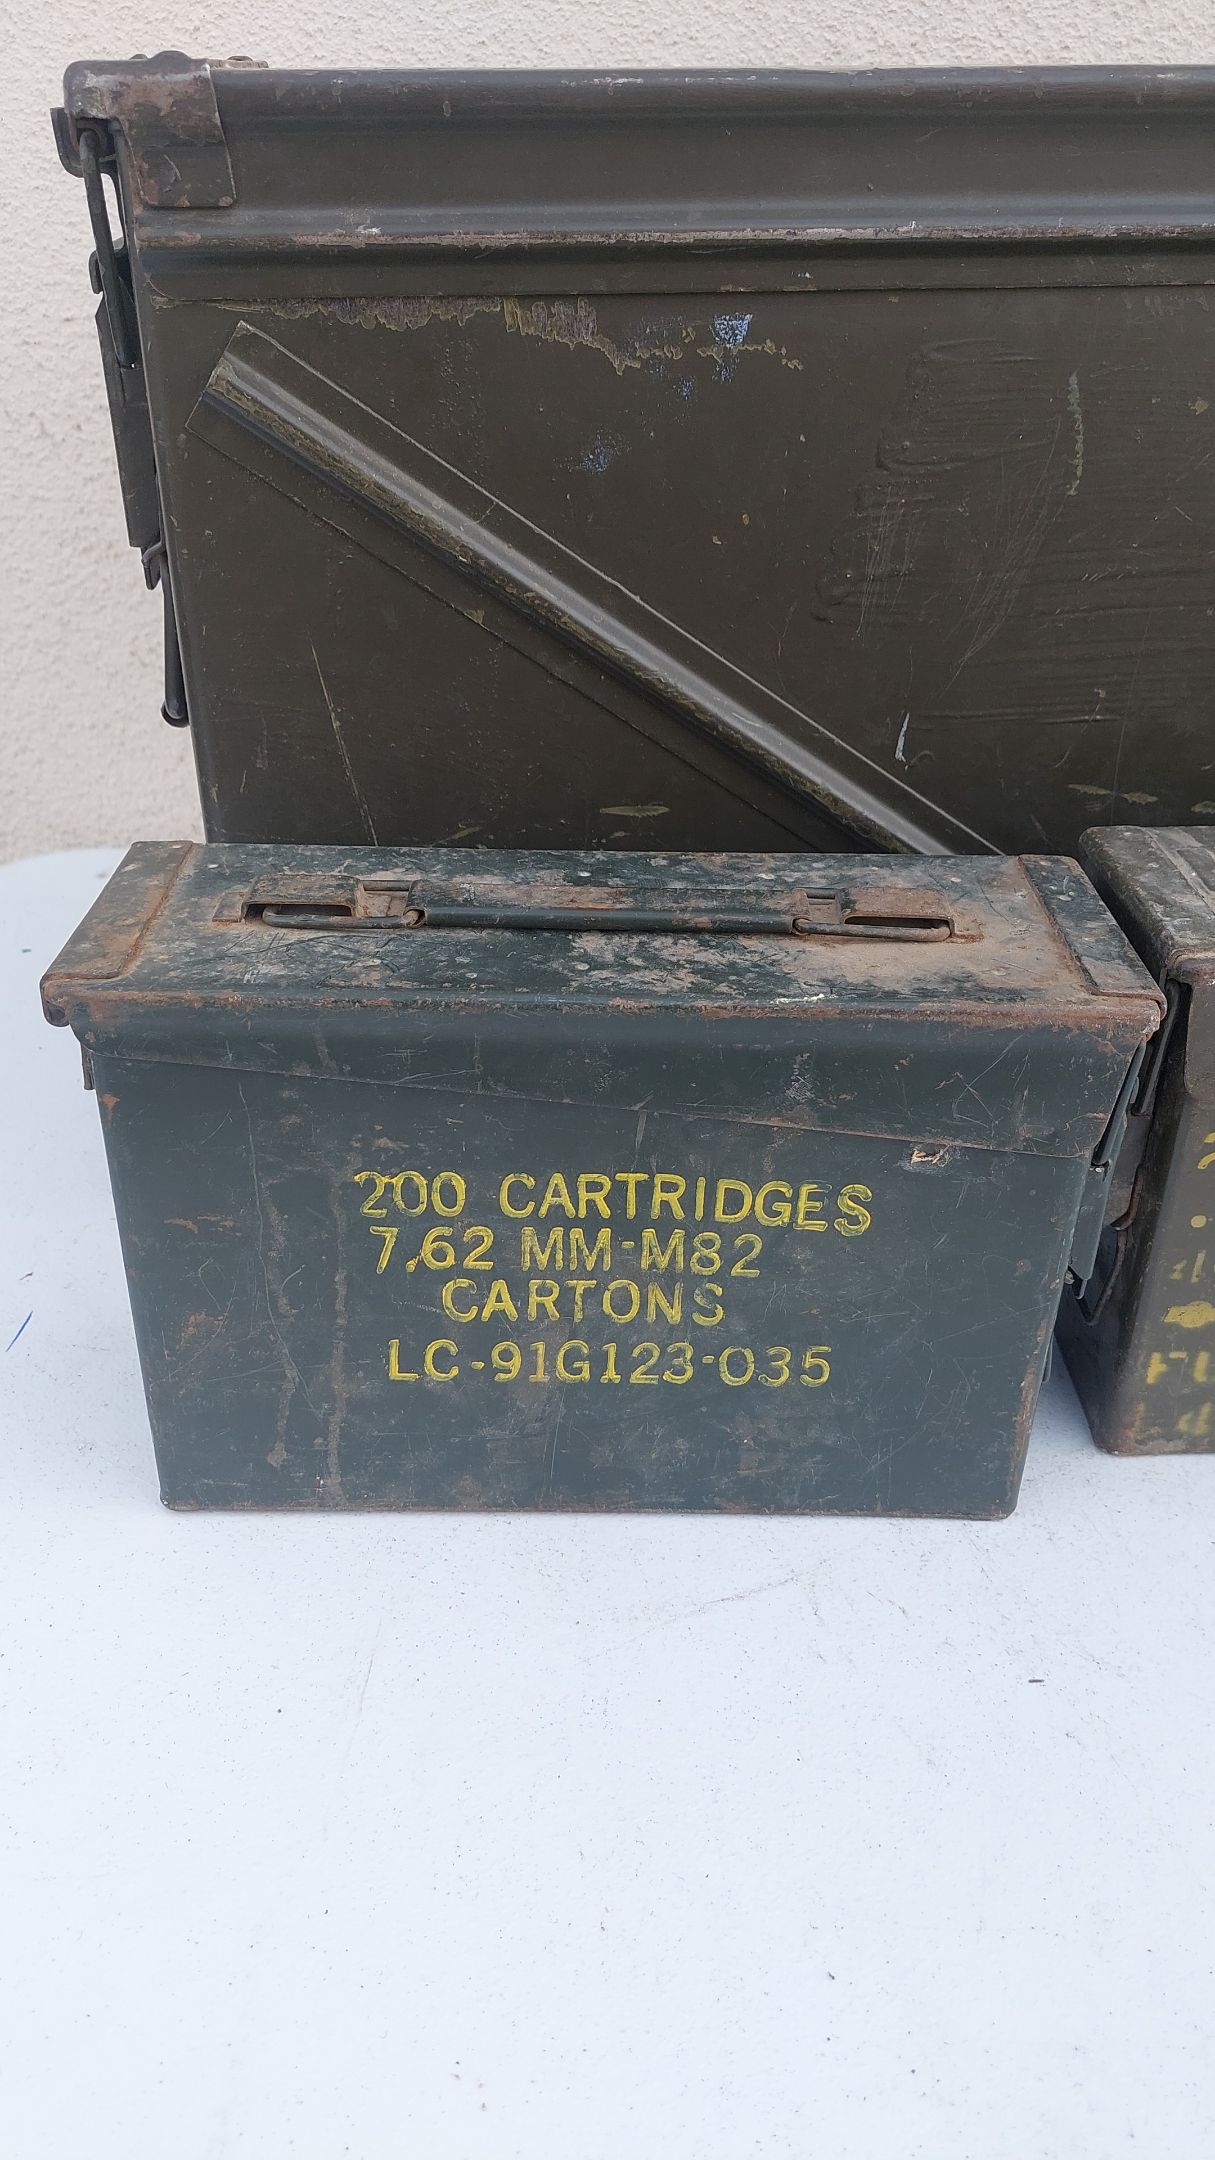 200 CARTRIDGES
7.62 MM-M82
CARTONS
LC-91G123-035